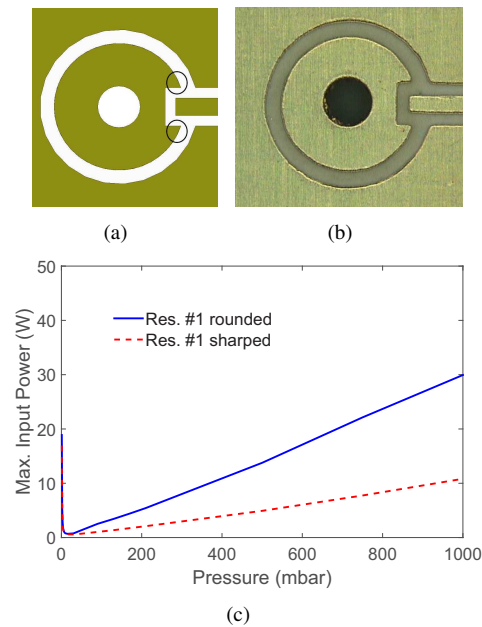 (a)
(b)
50
40
30
20
10
0
Max. Input Power (W)
Res. #1 rounded
Res. #1 sharped
0
200
400
600
800
1000
Pressure (mbar)
(c)